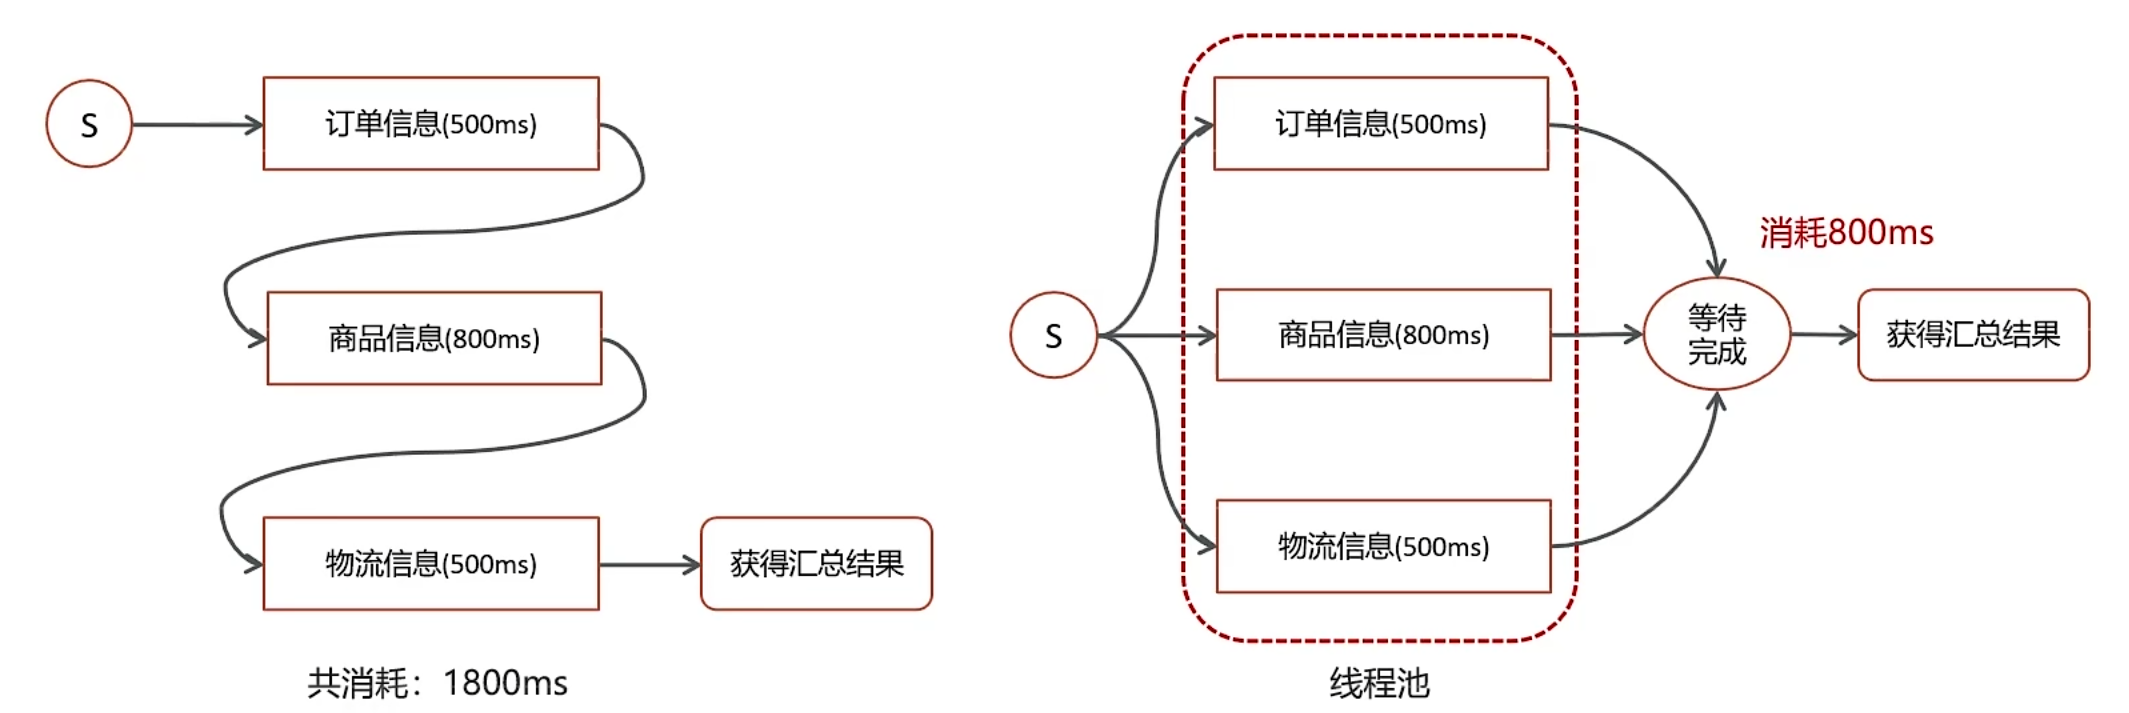 S
订单信息(500ms)
商品信息(800ms)
物流信息(500ms)
获得汇总结果
共消耗：1800ms
S
订单信息(500ms)
商品信息(800ms)
物流信息(500ms)
消耗800ms
等待
完成
获得汇总结果
线程池